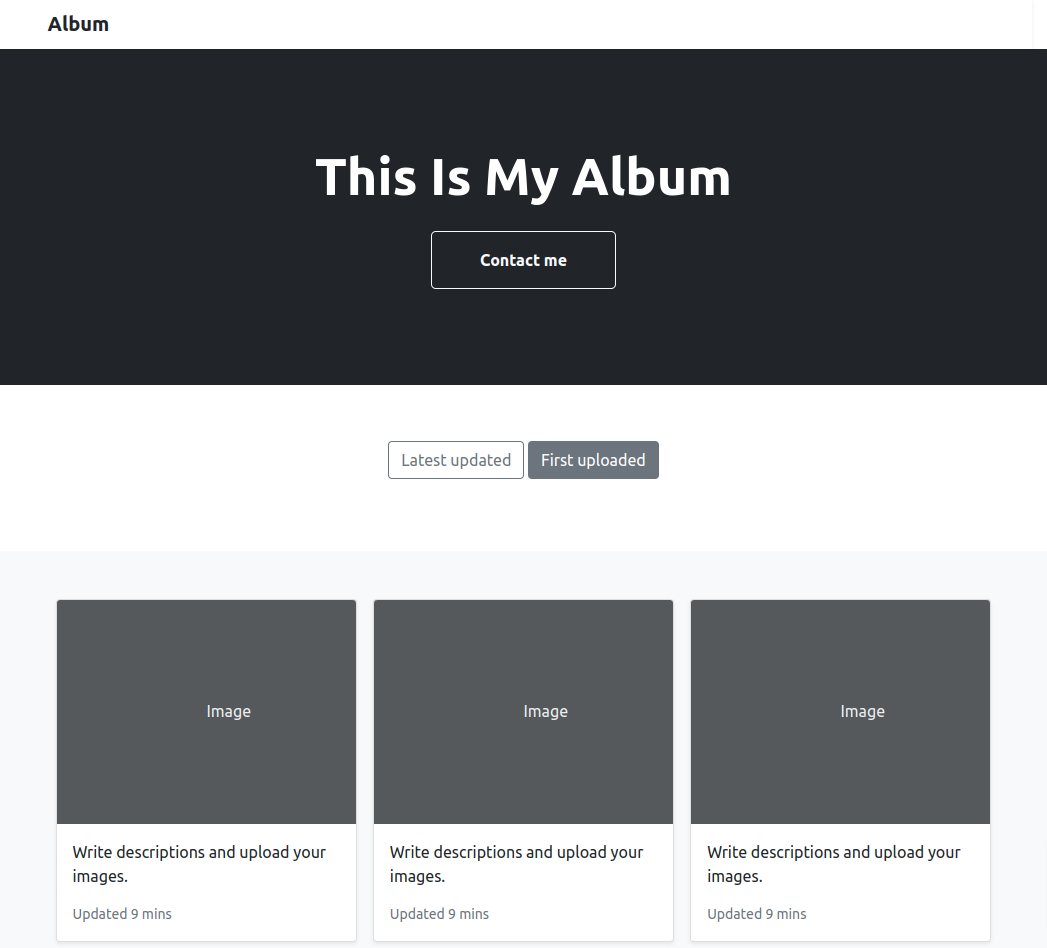 Album
This Is My Album
Contact me
Latest updated First uploaded
Image Image Image
Write descriptions and upload your
images.
Updated 9 mins
Write descriptions and upload your
images.
Updated 9 mins
Write descriptions and upload your
images.
Updated 9 mins